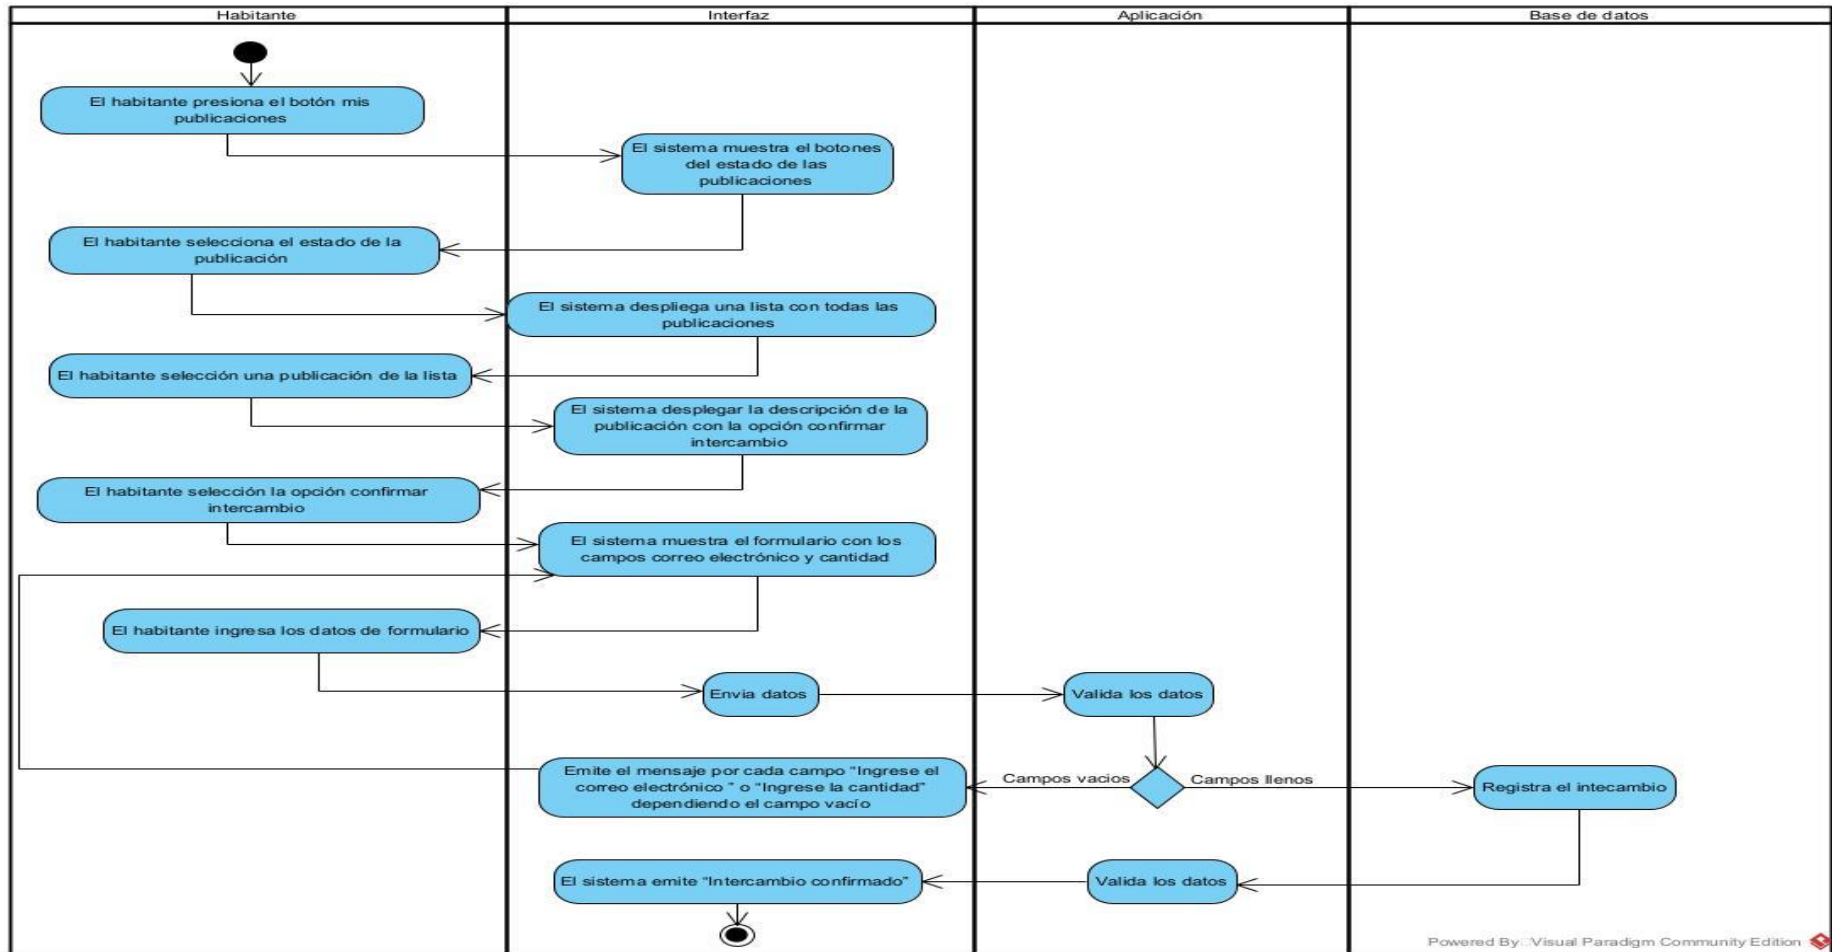 Habitante
Interfaz
Aplicación
Base de datos
El habitante presiona el botón mis
publicaciones
El sistema muestra el botones
del estado de las
publicaciones
El habitante selecciona el estado de la
publicación
El sistema despliega una lista con todas las
publicaciones
El habitante selección una publicación de la lista
El sistema desplegar la descripción de la
publicación con la opción confirmar
intercambio
El habitante selección la opción confirmar
intercambio
El sistema muestra el formulario con los
campos correo electrónico y cantidad
El habitante ingresa los datos de formulario
Envia datos
Valida los datos
Emite el mensaje por cada campo "Ingrese el
correo electrónico " o "Ingrese la cantidad"
dependiendo el campo vacío
Campos vacios
Campos llenos
Registra el intecambio
El sistema emite "Intercambio confirmado"
Valida los datos
Powered By Visual Paradigm Community Edition